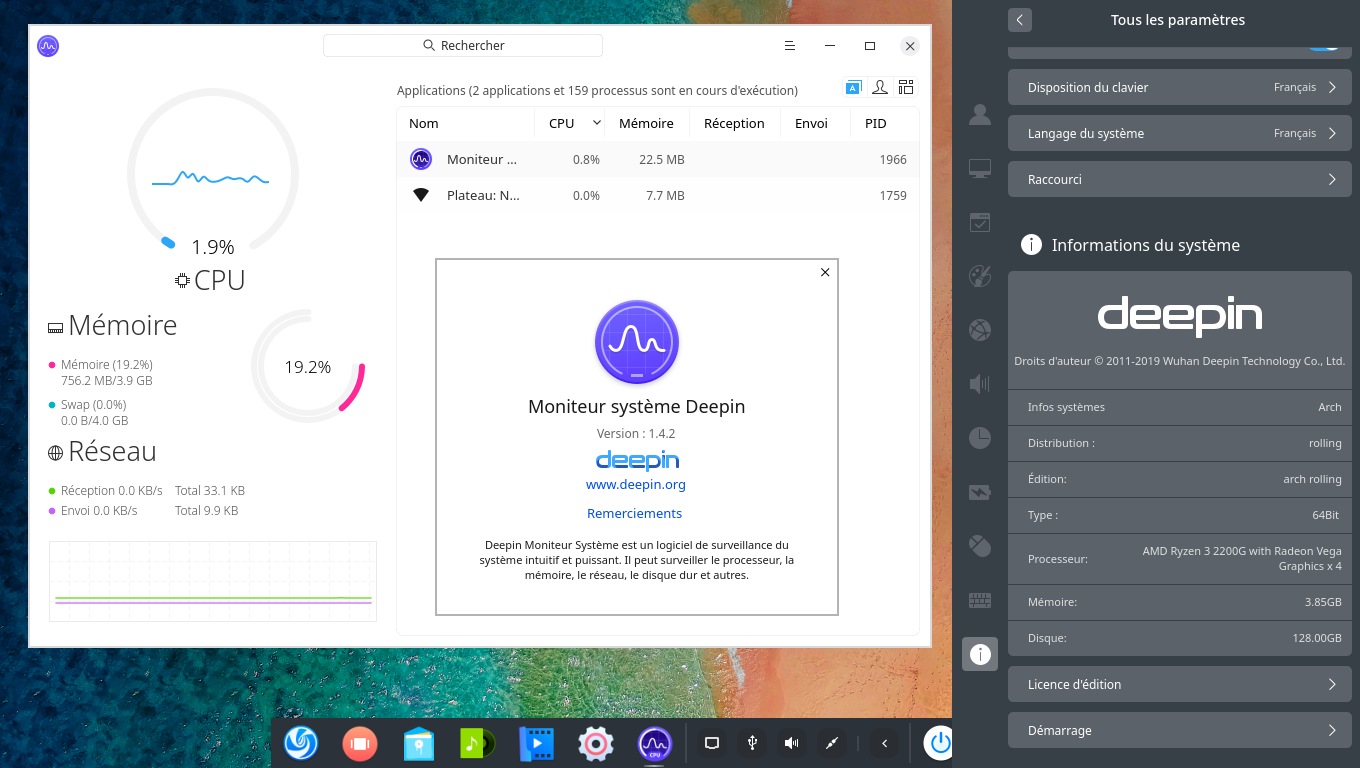 Rechercher
Applications (2 applications et 159 processus sont en cours d'exécution)
Nom CPU Mémoire Réception Envoi PID
Moniteur ... 0.8% 22.5 MB 1966
Plateau: N... 0.0% 7.7 MB 1759
1.9%
CPU
Mémoire
Mémoire (19.2%)
756.2 MB/3.9 GB
Swap (0.0%)
0.0 B/4.0 GB
19.2%
Réseau
Réception 0.0 KB/s Total 33.1 KB
Envoi 0.0 KB/s Total 9.9 KB
Moniteur système Deepin
Version : 1.4.2
deepin
www.deepin.org
Remerciements
Deepin Moniteur Système est un logiciel de surveillance du
système intuitif et puissant. Il peut surveiller le processeur, la
mémoire, le réseau, le disque dur et autres.
CPU
Tous les paramètres
Disposition du clavier Français
Langage du système Français
Raccourci
Informations du système
deepin
Droits d'auteur © 2011-2019 Wuhan Deepin Technology Co., Ltd.
Infos systèmes Arch
Distribution : rolling
Édition: arch rolling
Type : 64Bit
Processeur: AMD Ryzen 3 2200G with Radeon Vega
Graphics x 4
Mémoire: 3.85GB
Disque: 128.00GB
Licence d'édition
Démarrage